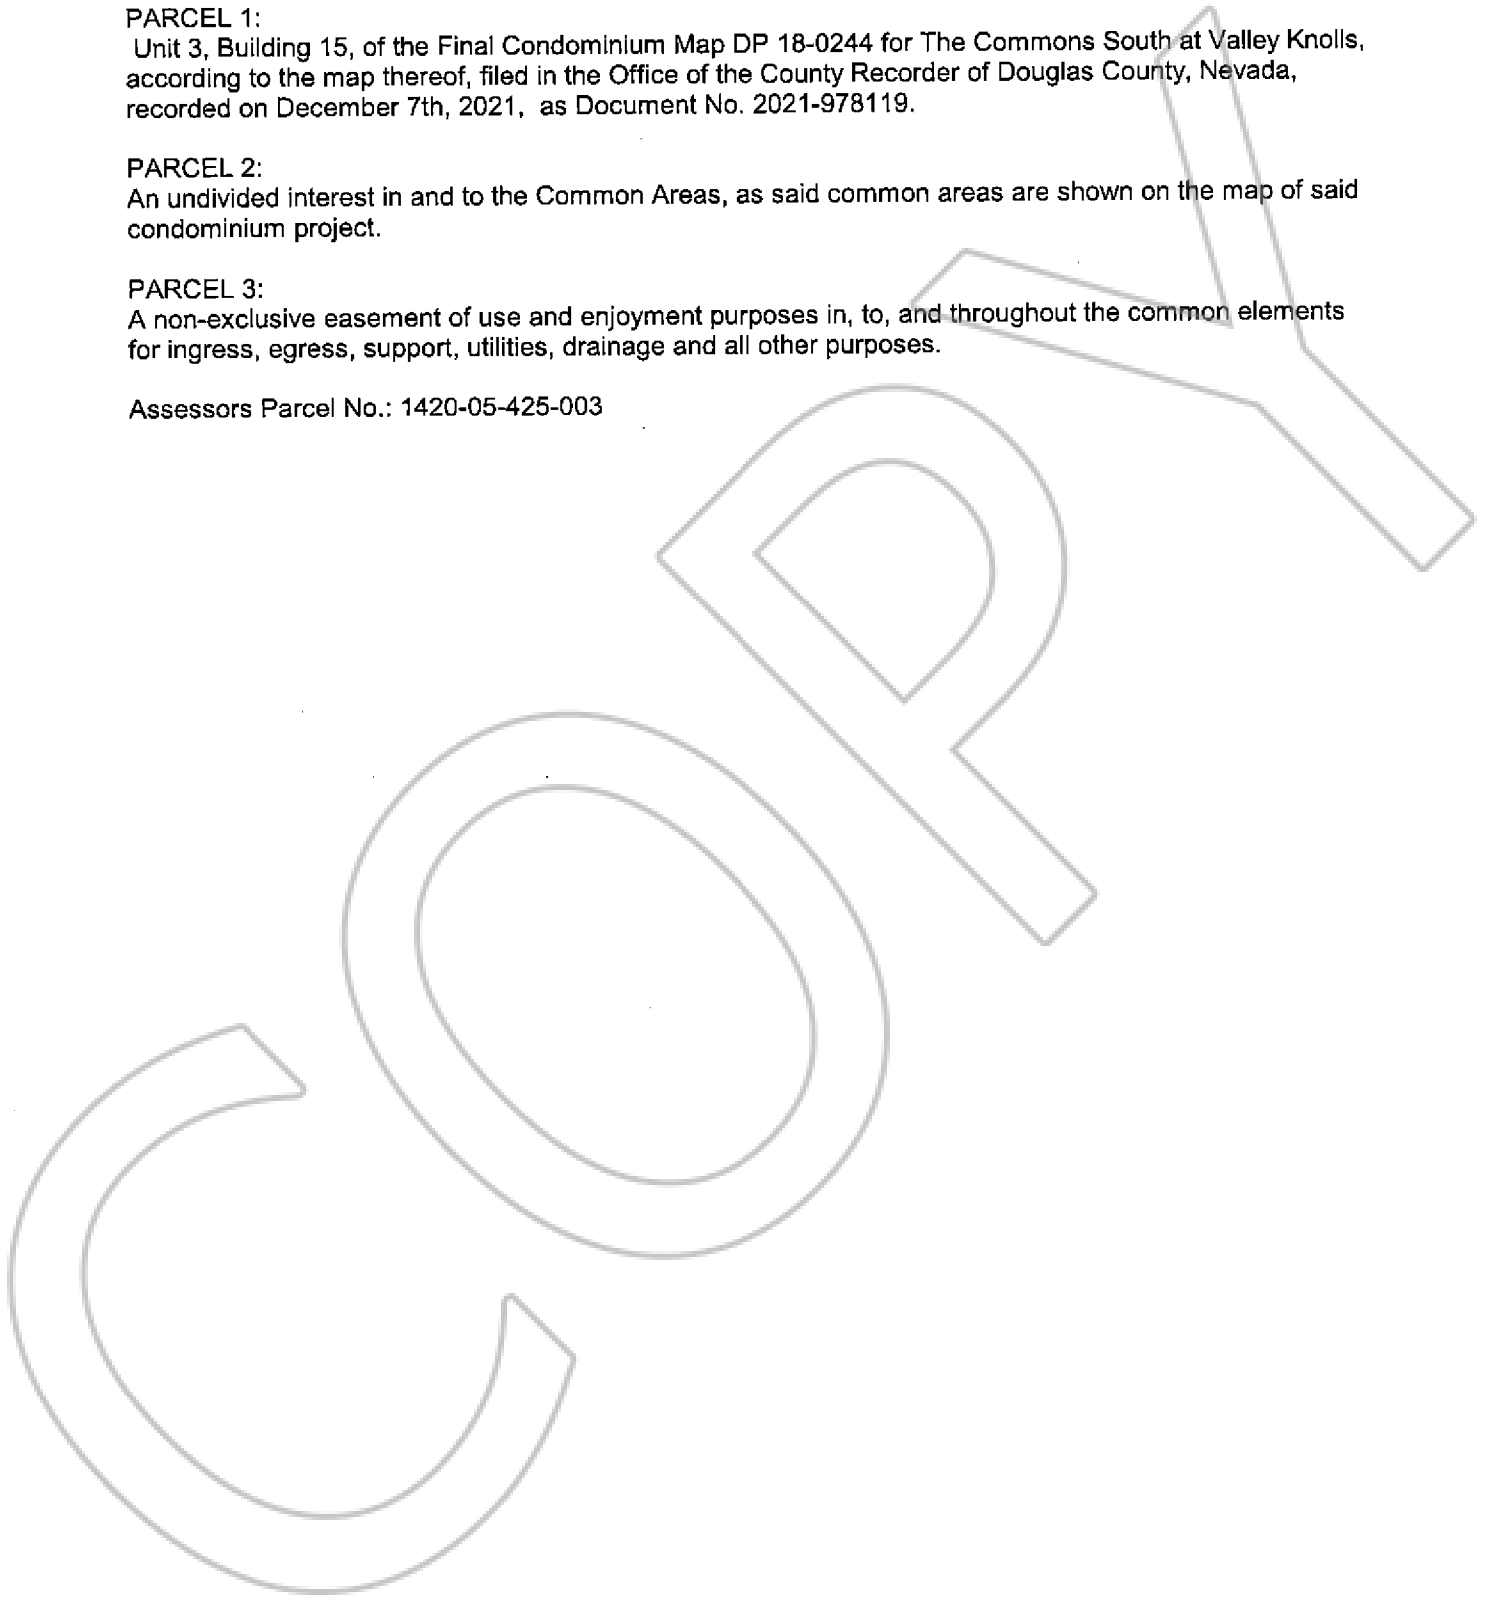 PARCEL 1:
Unit 3, Building 15, of the Final Condominium Map DP 18-0244 for The Commons South at Valley Knolls,
according to the map thereof, filed in the Office of the County Recorder of Douglas County, Nevada,
recorded on December 7th, 2021, as Document No. 2021-978119.
PARCEL 2:
An undivided interest in and to the Common Areas, as said common areas are shown on the map of said
condominium project.
PARCEL 3:
A non-exclusive easement of use and enjoyment purposes in, to, and throughout the common elements
for ingress, egress, support, utilities, drainage and all other purposes.
Assessors Parcel No.: 1420-05-425-003
COPY